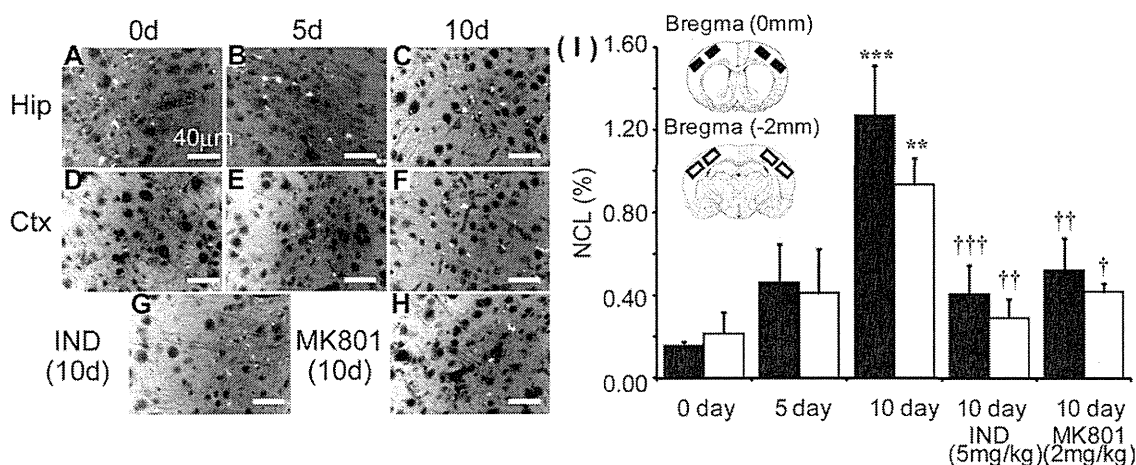 0d 5d 10d
A B C
Hip
40μm
D E F
Ctx
G H
IND
(10d)
MK801
(10d)
(I)
Bregma (0mm)
Bregma (-2mm)
NCL (%)
1.60
1.20
0.80
0.40
0.00
***
**
†††
††
††
†
0 day 5 day 10 day 10 day 10 day
IND MK801
(5mg/kg) (2mg/kg)